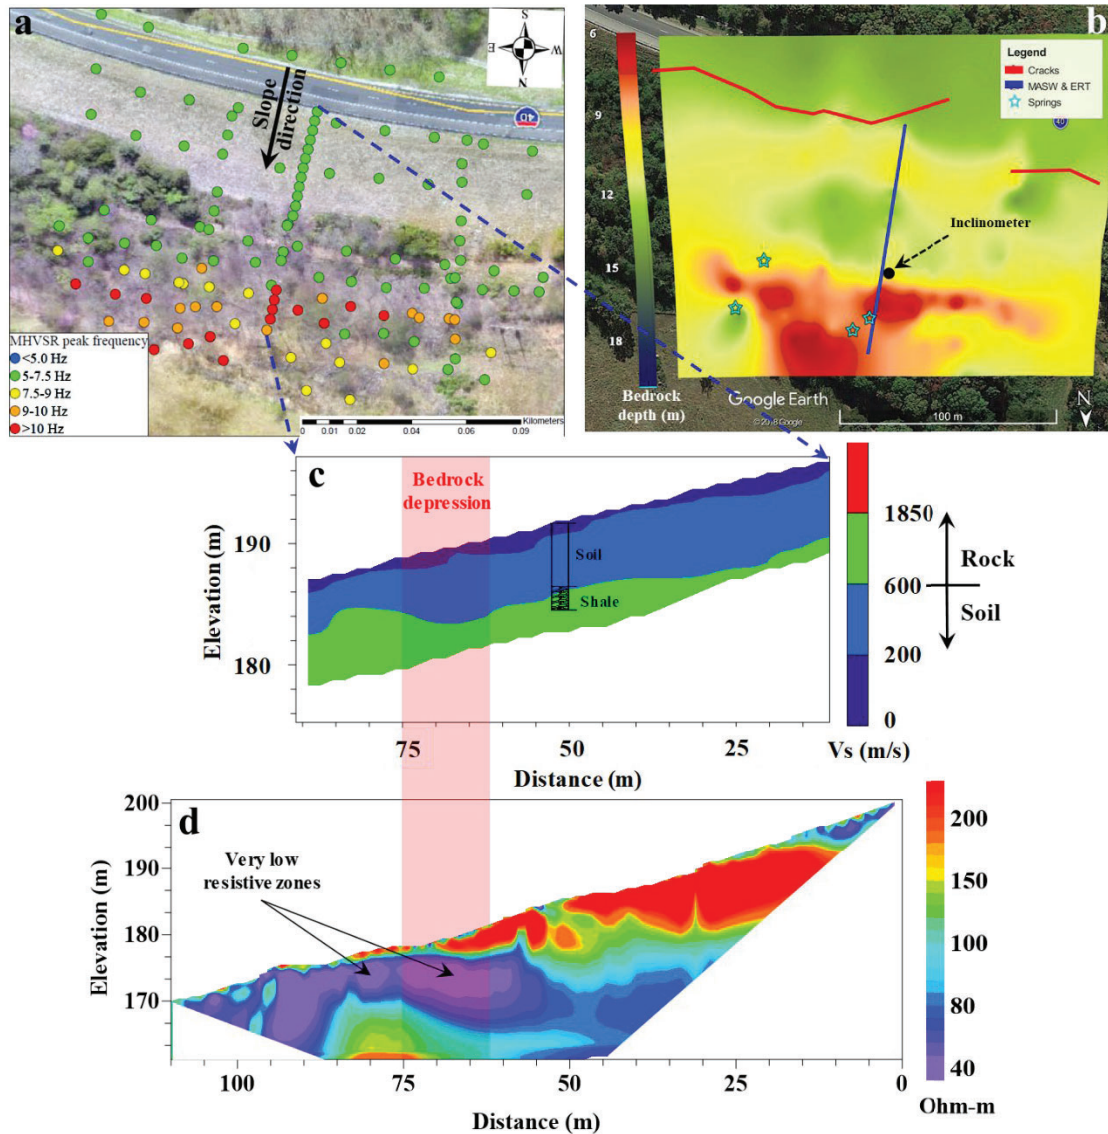 a
S
E
W
N
Slope
direction
40
MHVSR peak frequency
<5.0 Hz
5-7.5 Hz
7.5-9 Hz
9-10 Hz
>10 Hz
Kilometers
0 0.01 0.02 0.04 0.06 0.09
b
6
9
12
15
18
Bedrock
depth (m)
Legend
Cracks
MASW & ERT
Springs
40
Inclinometer
Google Earth
© 2018 Google
100 m
N
c
Bedrock
depression
Soil
Shale
Elevation (m)
190
180
75 50 25
Distance (m)
1850
600
200
0
Vs (m/s)
Rock
Soil
d
Very low
resistive zones
Elevation (m)
200
190
180
170
100 75 50 25 0
Distance (m)
200
150
100
80
40
Ohm-m